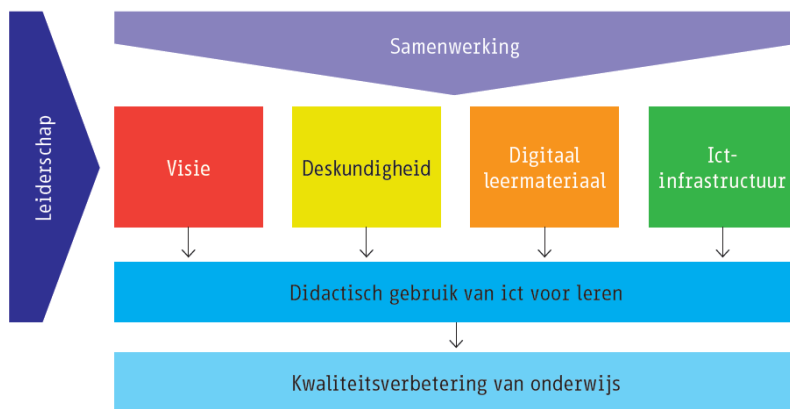 Samenwerking
Leiderschap
Visie
Deskundigheid
Digitaal
leermateriaal
Ict-
infrastructuur
Didactisch gebruik van ict voor leren
Kwaliteitsverbetering van onderwijs